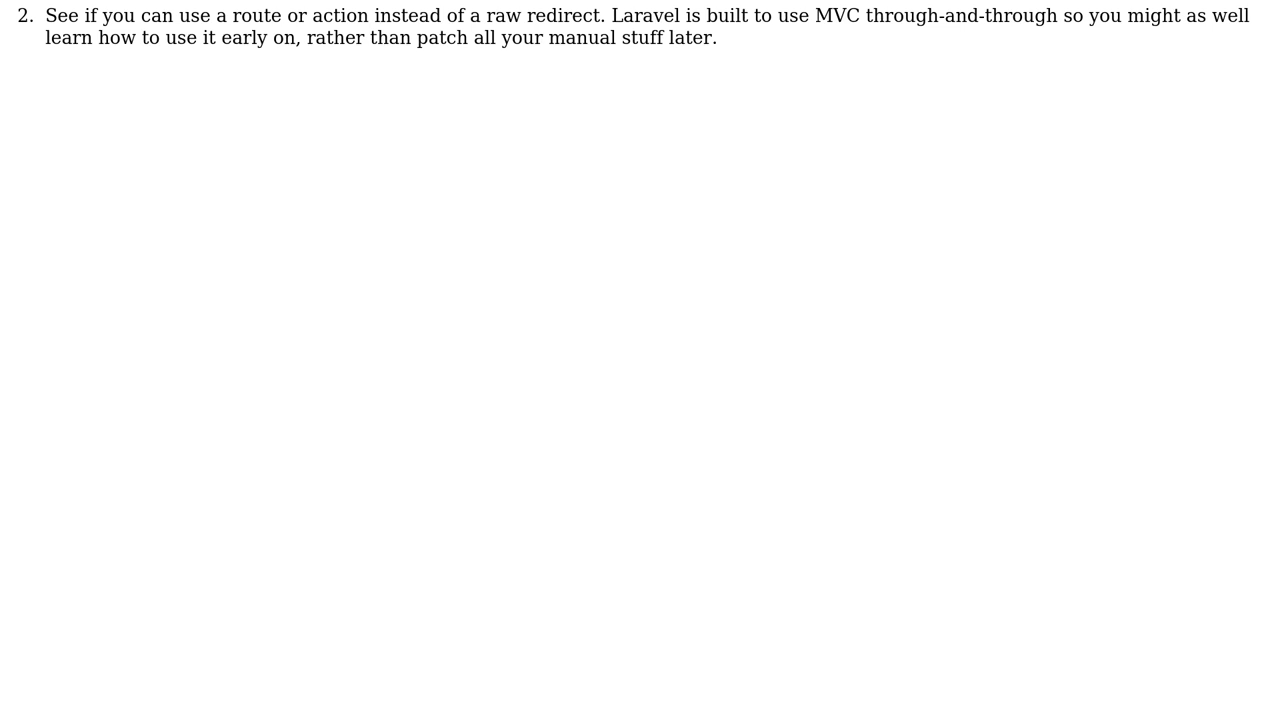 2. See if you can use a route or action instead of a raw redirect. Laravel is built to use MVC through-and-through so you might as well
learn how to use it early on, rather than patch all your manual stuff later.